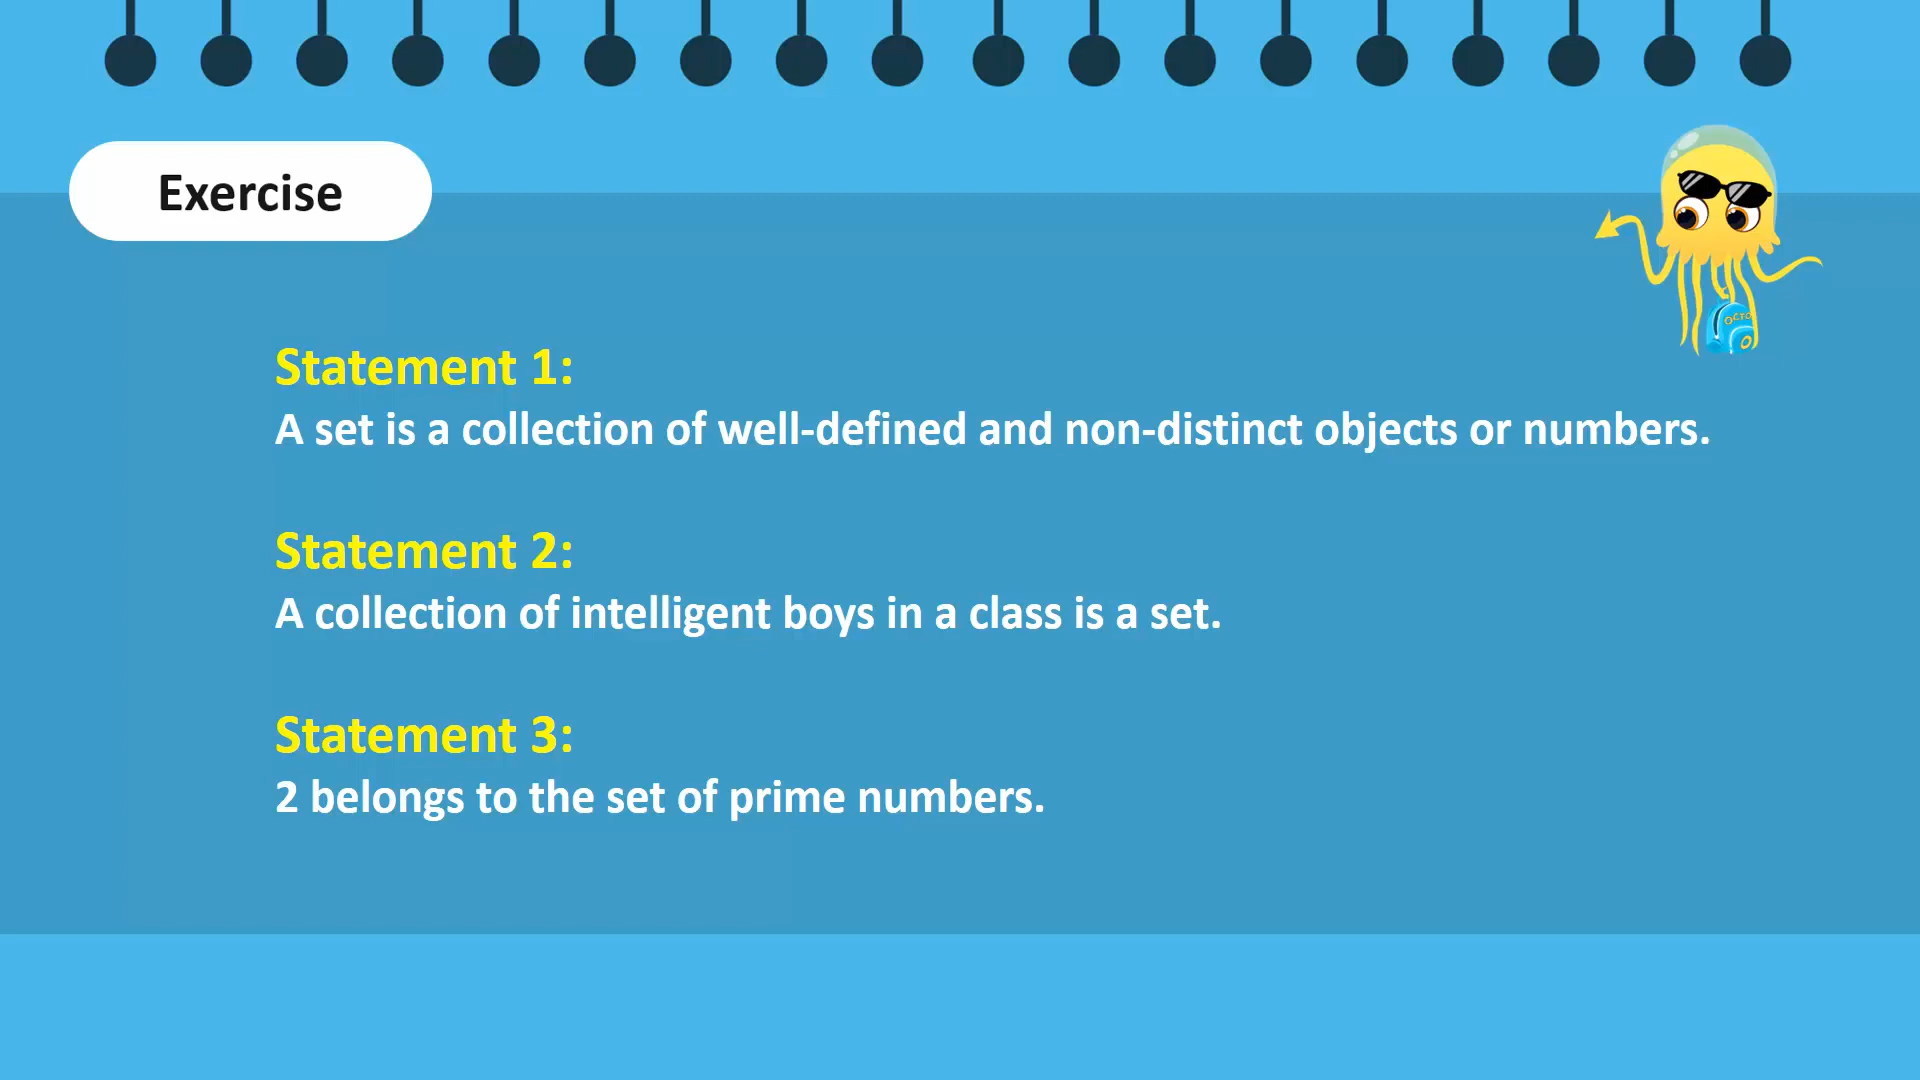 Exercise
OCTO
Statement 1:
A set is a collection of well-defined and non-distinct objects or numbers.
Statement 2:
A collection of intelligent boys in a class is a set.
Statement 3:
2 belongs to the set of prime numbers.